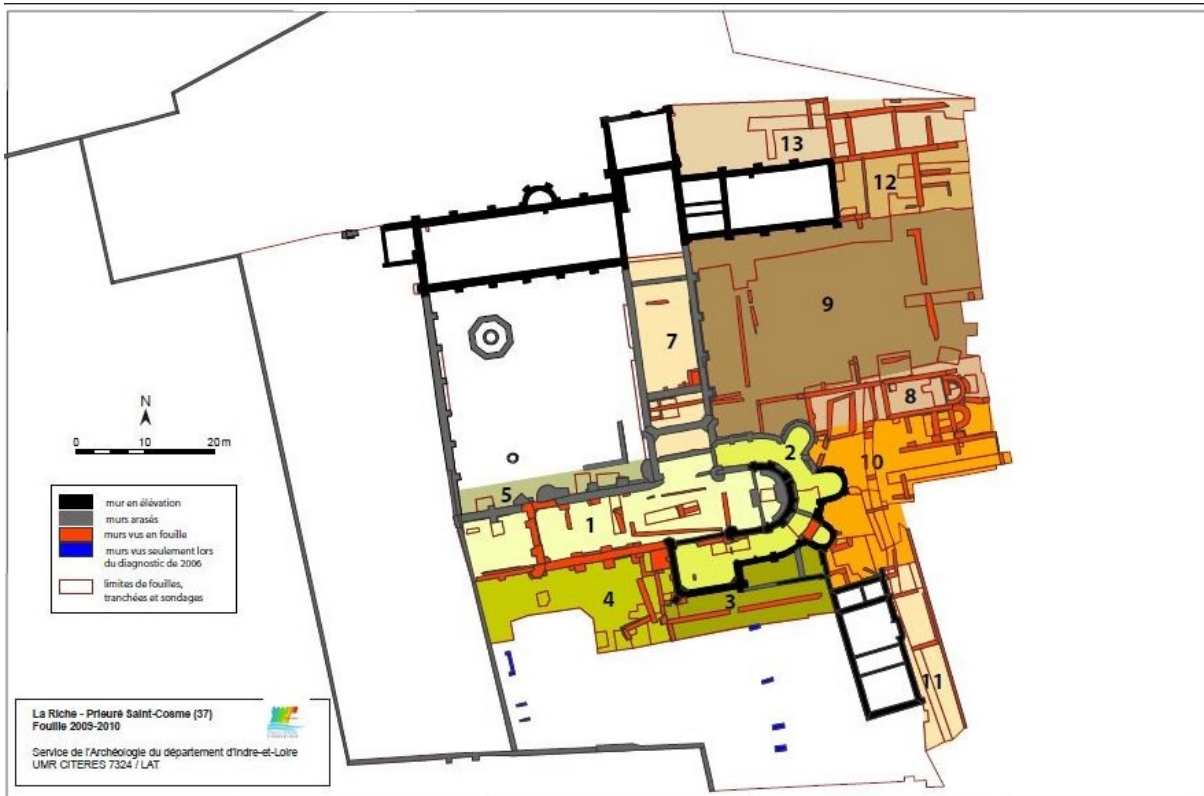 13
12
9
7
8
2
10
5
1
4
3
11
N
0 10 20 m
mur en élévation
murs arasés
murs vus en fouille
murs vus seulement lors
du diagnostic de 2006
limites de fouilles,
tranchées et sondages
La Riche - Prieuré Saint-Cosme (37)
Fouille 2009-2010
Service de l'Archéologie du département d'Indre-et-Loire
UMR CITERES 7324 / LAT